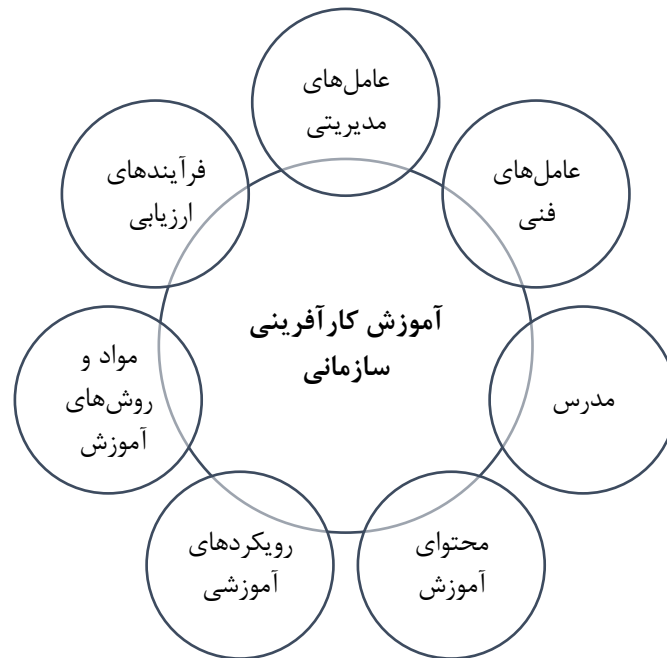 عامل‌های
مدیریتی
عامل‌های
فنی
مدرس
محتوای
آموزش
رویکردهای
آموزشی
مواد و
روش‌های
آموزش
فرآیندهای
ارزیابی
آموزش کارآفرینی
سازمانی